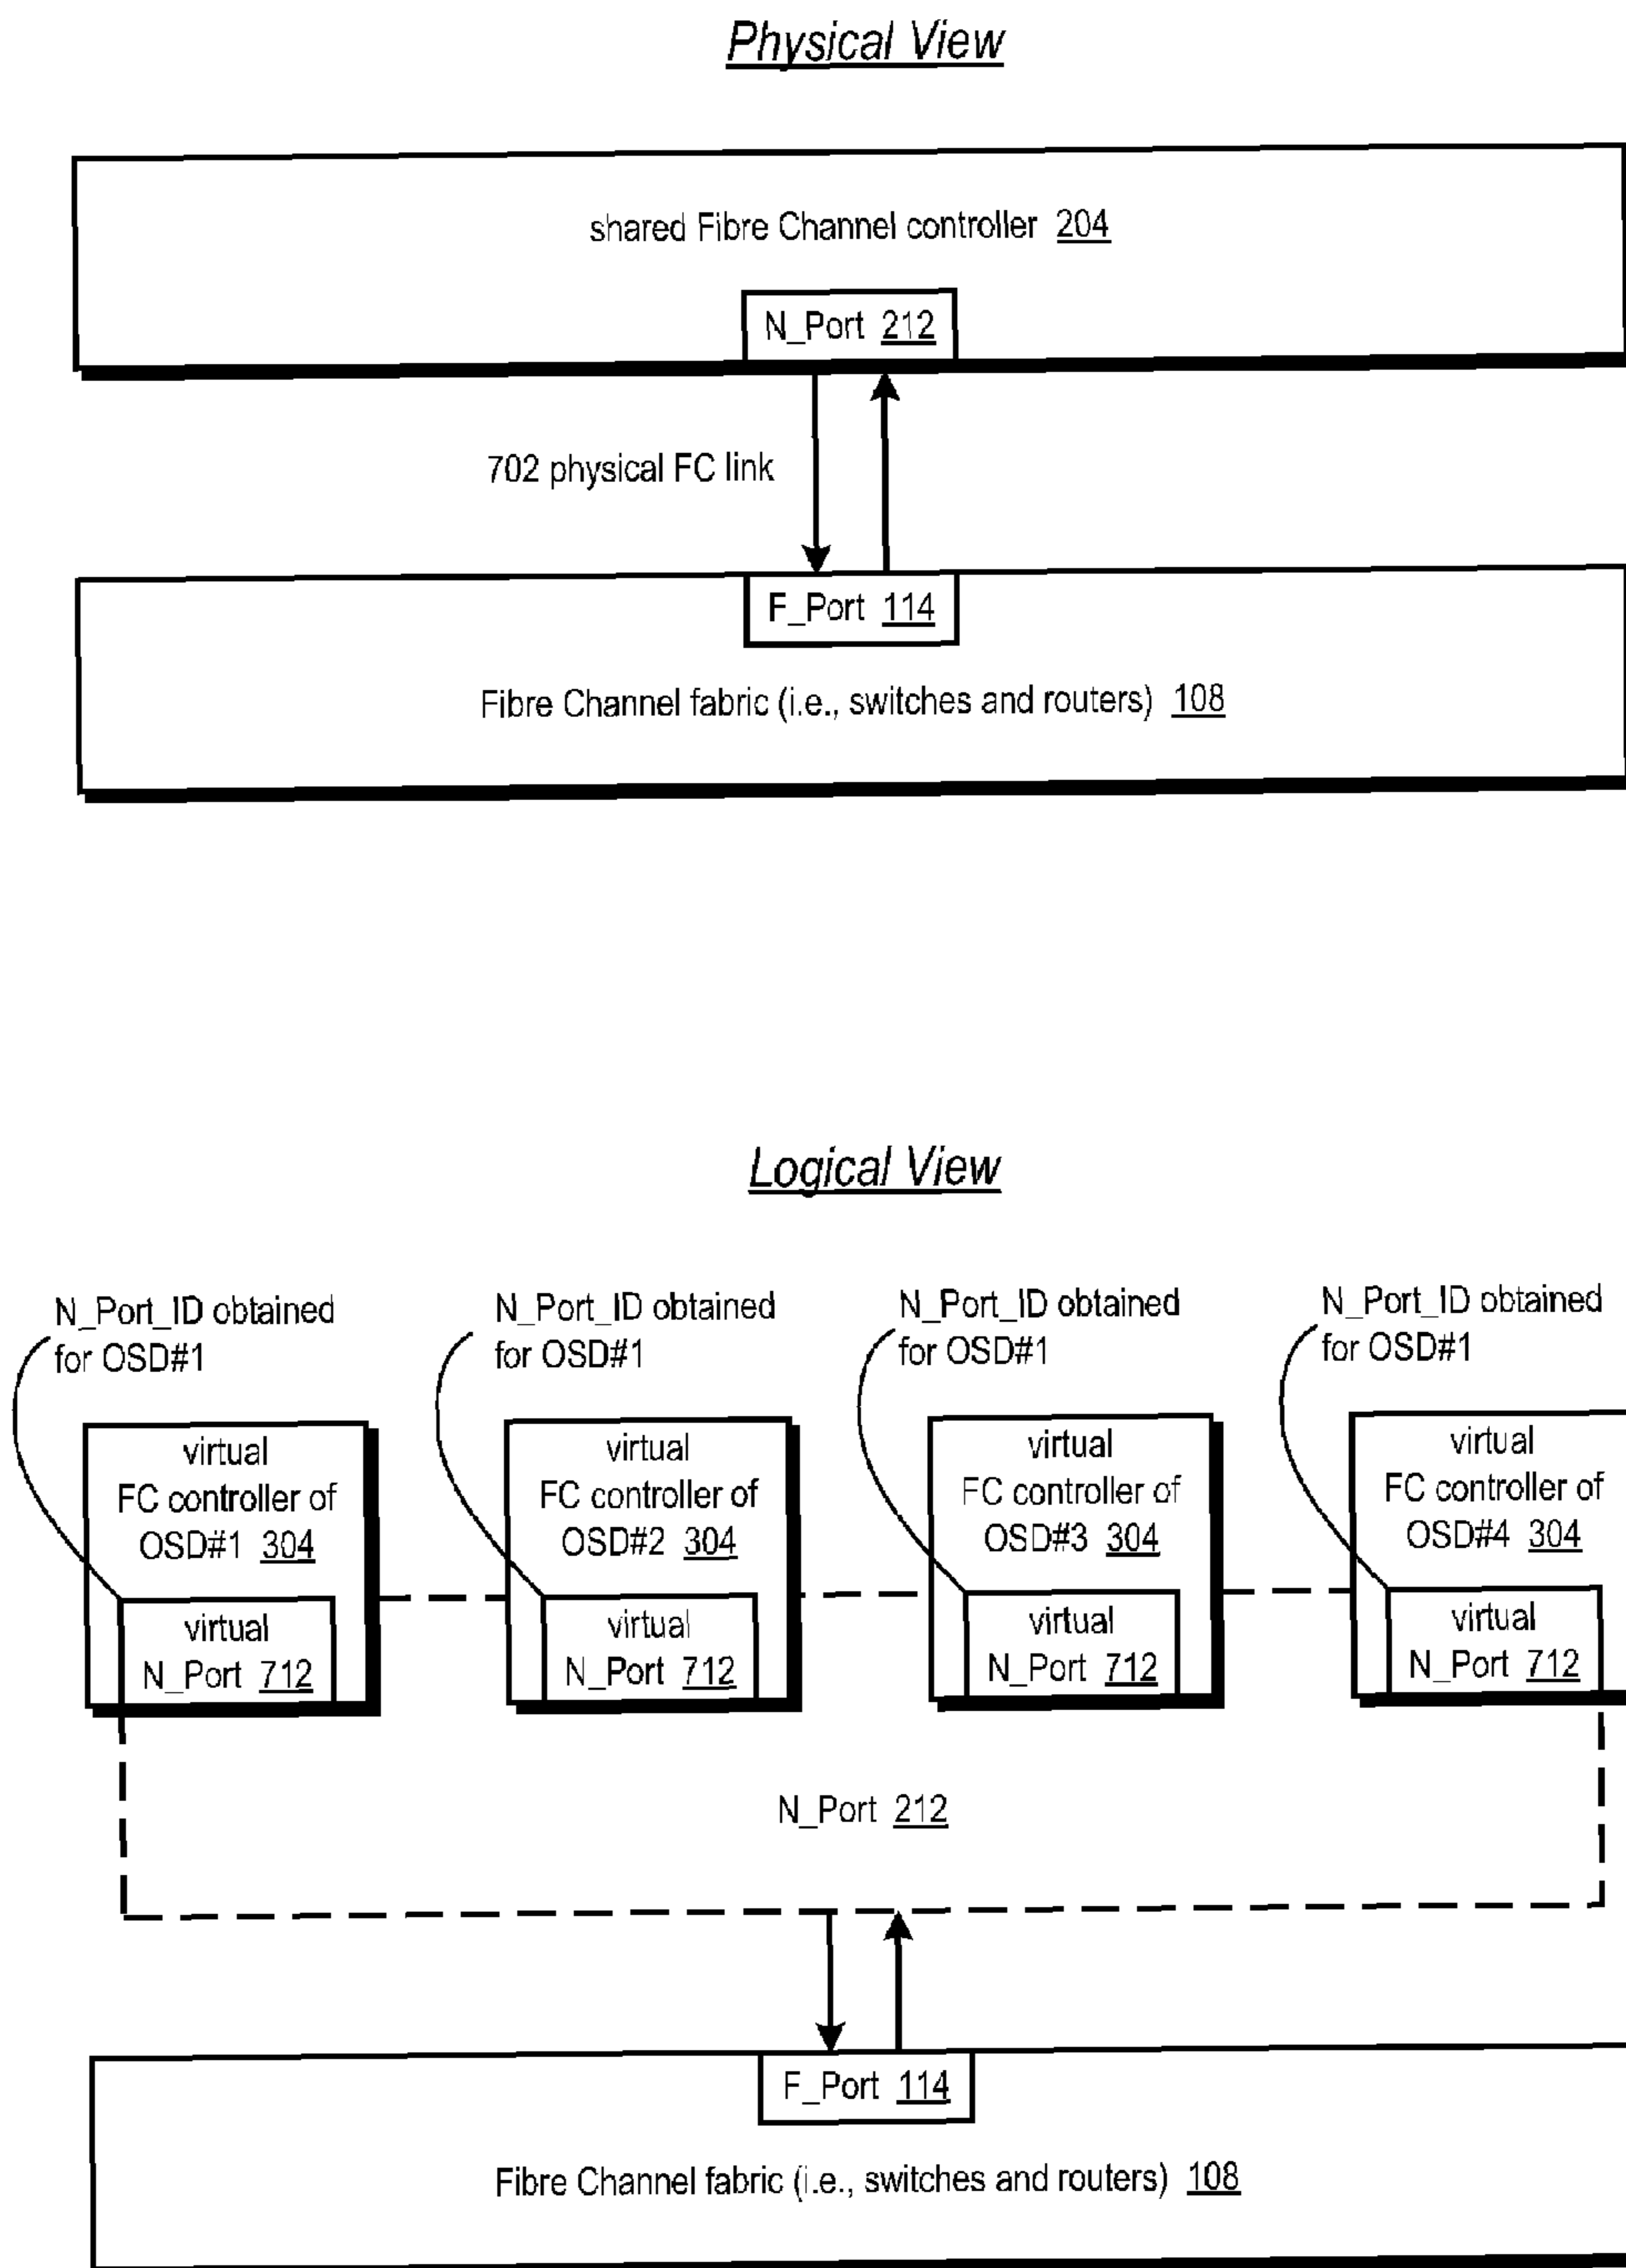 Physical View
shared Fibre Channel controller 204
N_Port 212
702 physical FC link
F_Port 114
Fibre Channel fabric (i.e., switches and routers) 108
Logical View
N_Port_ID obtained
for OSD#1
N_Port_ID obtained
for OSD#1
N_Port_ID obtained
for OSD#1
N_Port_ID obtained
for OSD#1
virtual
FC controller of
OSD#1 304
virtual
N_Port 712
virtual
FC controller of
OSD#2 304
virtual
N_Port 712
virtual
FC controller of
OSD#3 304
virtual
N_Port 712
virtual
FC controller of
OSD#4 304
virtual
N_Port 712
N_Port 212
F_Port 114
Fibre Channel fabric (i.e., switches and routers) 108